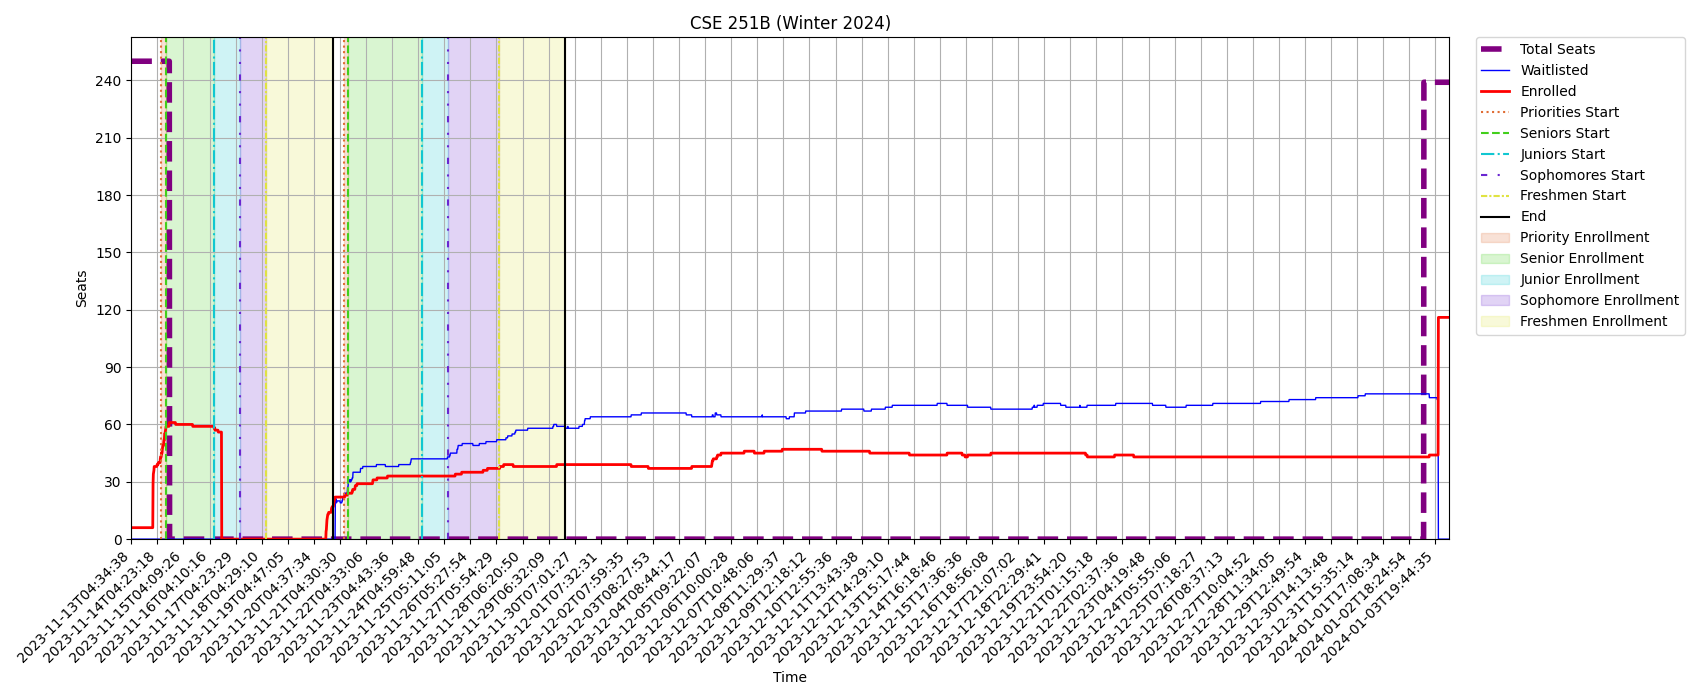 CSE 251B (Winter 2024)
Seats
240
210
180
150
120
90
60
30
0
2023-11-13T04:34:38
2023-11-14T04:23:18
2023-11-15T04:09:26
2023-11-16T04:10:16
2023-11-17T04:23:29
2023-11-18T04:29:10
2023-11-19T04:47:05
2023-11-20T04:37:34
2023-11-21T04:30:30
2023-11-22T04:33:06
2023-11-23T04:43:36
2023-11-24T04:59:48
2023-11-25T05:11:05
2023-11-26T05:27:54
2023-11-27T05:54:29
2023-11-28T06:20:50
2023-11-29T06:32:09
2023-11-30T07:01:27
2023-12-01T07:32:31
2023-12-02T07:59:35
2023-12-03T08:27:53
2023-12-04T08:44:17
2023-12-05T09:22:07
2023-12-06T10:00:28
2023-12-07T10:48:06
2023-12-08T11:29:37
2023-12-09T12:18:12
2023-12-10T12:55:36
2023-12-11T13:43:38
2023-12-12T14:29:10
2023-12-13T15:17:44
2023-12-14T16:18:46
2023-12-15T17:36:36
2023-12-16T18:56:08
2023-12-17T21:07:02
2023-12-18T22:29:41
2023-12-19T23:54:20
2023-12-21T01:15:18
2023-12-22T02:37:36
2023-12-23T04:19:48
2023-12-24T05:55:06
2023-12-25T07:18:27
2023-12-26T08:37:13
2023-12-27T10:04:52
2023-12-28T11:34:05
2023-12-29T12:49:54
2023-12-30T14:13:48
2023-12-31T15:35:14
2024-01-01T17:08:34
2024-01-02T18:24:54
2024-01-03T19:44:35
Time
Total Seats
Waitlisted
Enrolled
Priorities Start
Seniors Start
Juniors Start
Sophomores Start
Freshmen Start
End
Priority Enrollment
Senior Enrollment
Junior Enrollment
Sophomore Enrollment
Freshmen Enrollment